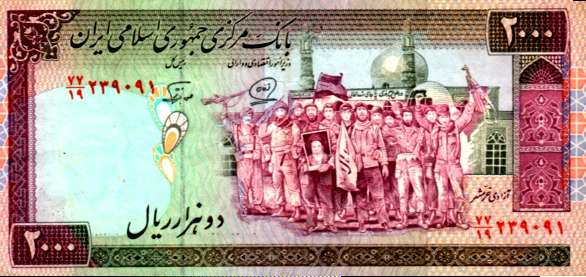 بانک مرکزی جمهوری اسلامی ایران
۲۰۰۰
وزیر امور اقتصادی و دارائی
رئیس کل
۷۷/۱۹ ۲۳۹۰۹۱
آزادی خرمشهر
۷۷/۱۹ ۲۳۹۰۹۱
دو هزار ریال
۲۰۰۰